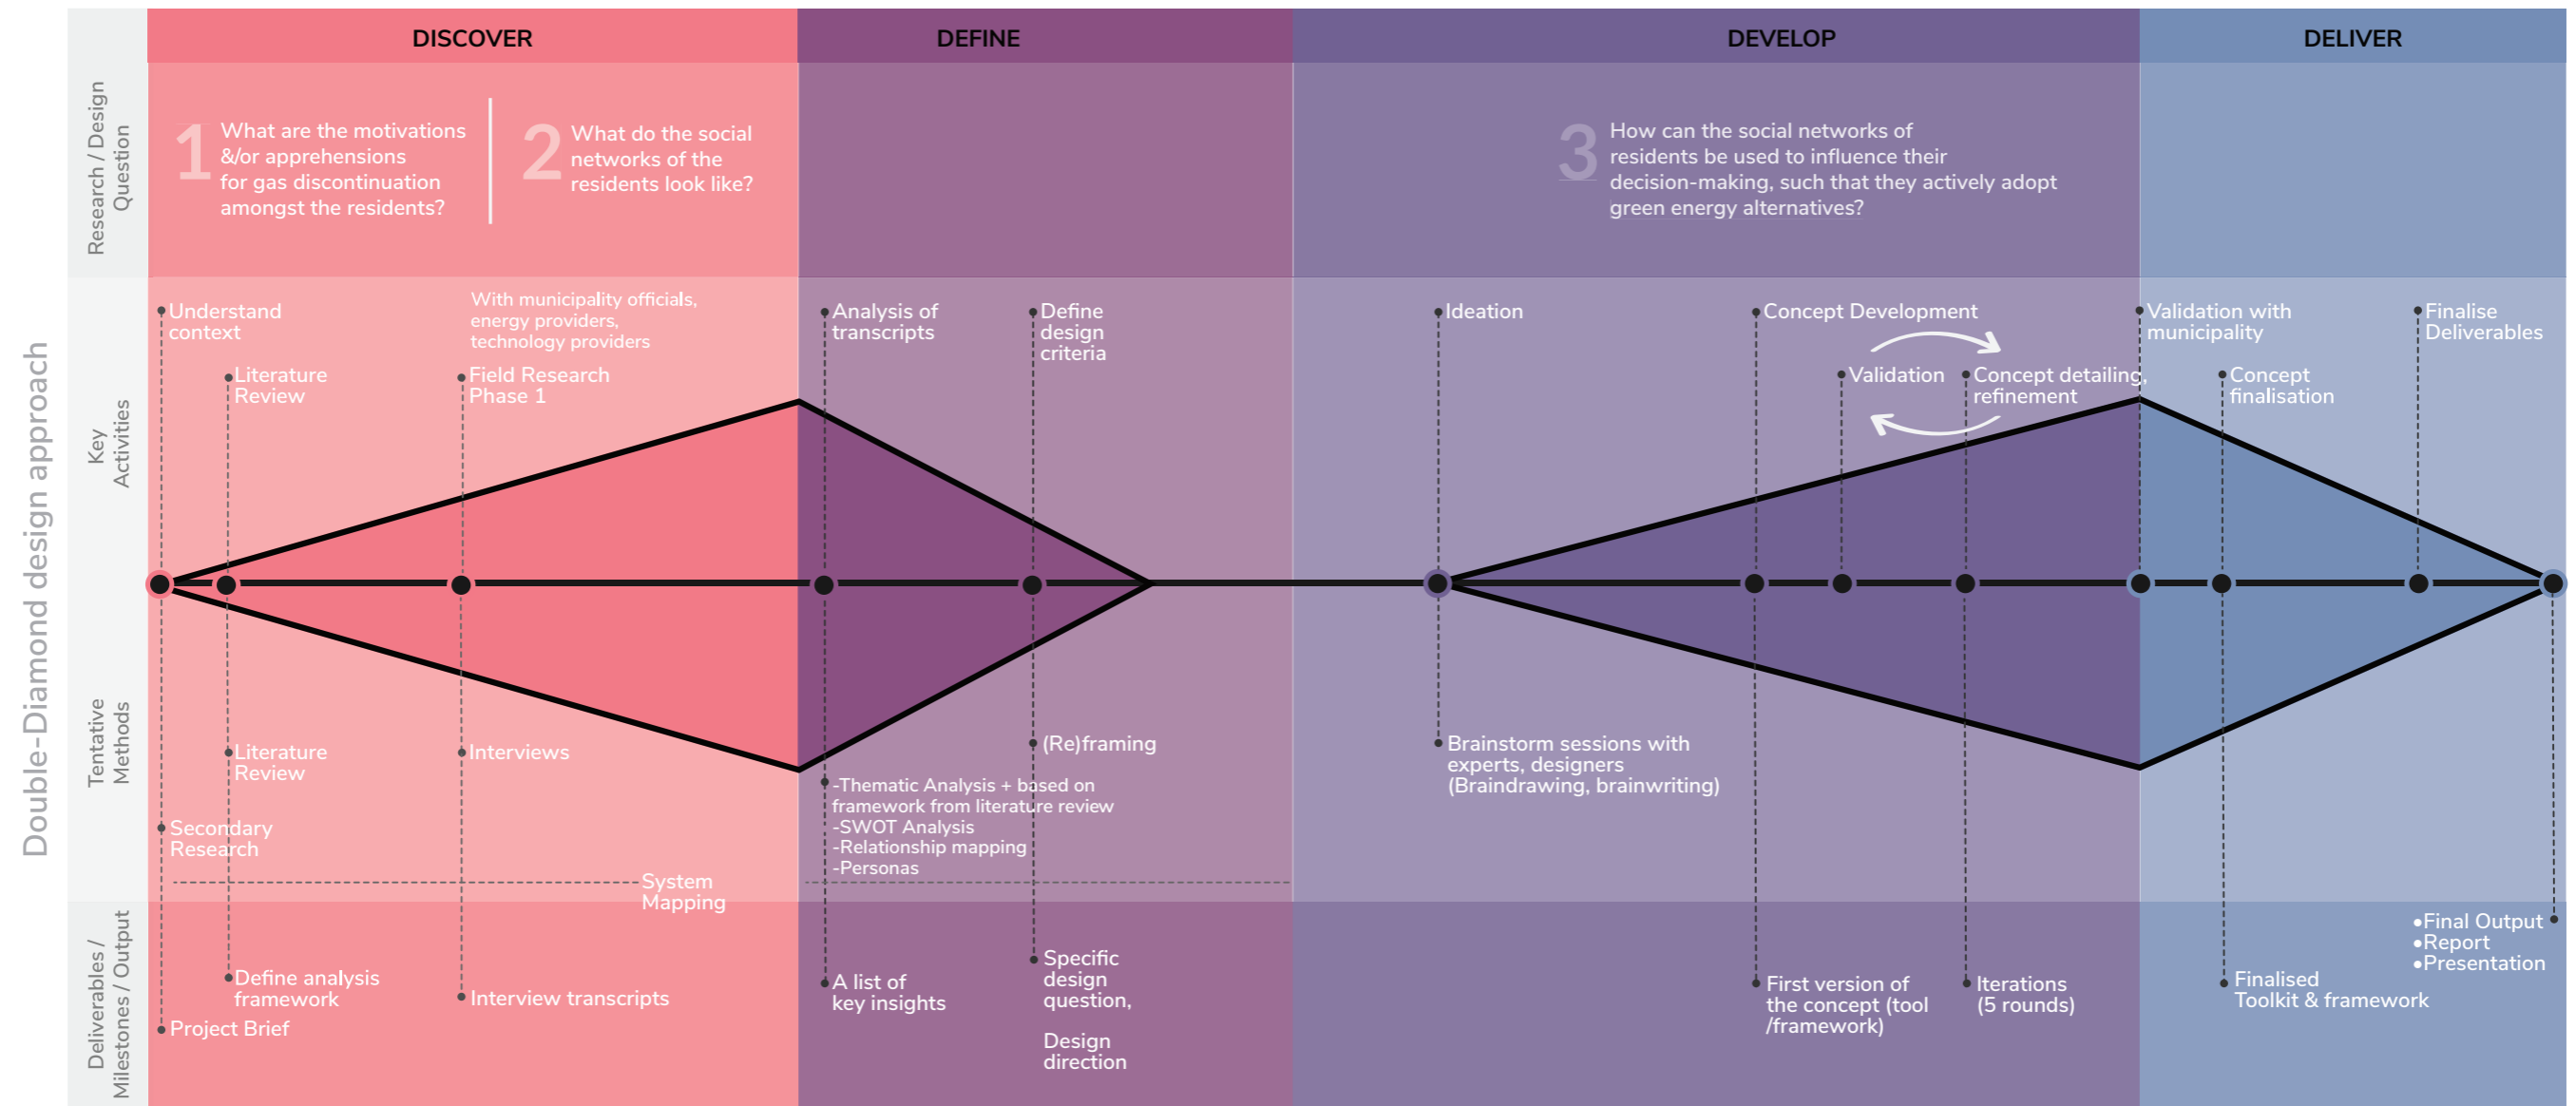 DISCOVER
DEFINE
DEVELOP
DELIVER
Double-Diamond design approach
Research / Design
Question
1
What are the motivations
&/or apprehensions
for gas discontinuation
amongst the residents?
2
What do the social
networks of the
residents look like?
3
How can the social networks of
residents be used to influence their
decision-making, such that they actively adopt
green energy alternatives?
Key
Activities
Understand
context
Literature
Review
With municipality officials,
energy providers,
technology providers
Field Research
Phase 1
Analysis of
transcripts
Define
design
criteria
Ideation
Concept Development
Validation
Concept detailing,
refinement
Validation with
municipality
Concept
finalisation
Finalise
Deliverables
Tentative
Methods
Secondary
Research
Literature
Review
Interviews
System
Mapping
-Thematic Analysis + based on
framework from literature review
-SWOT Analysis
-Relationship mapping
-Personas
(Re)framing
Brainstorm sessions with
experts, designers
(Braindrawing, brainwriting)
Deliverables /
Milestones / Output
Project Brief
Define analysis
framework
Interview transcripts
A list of
key insights
Specific
design
question,
Design
direction
First version of
the concept (tool
/framework)
Iterations
(5 rounds)
Finalised
Toolkit & framework
•Final Output
•Report
•Presentation